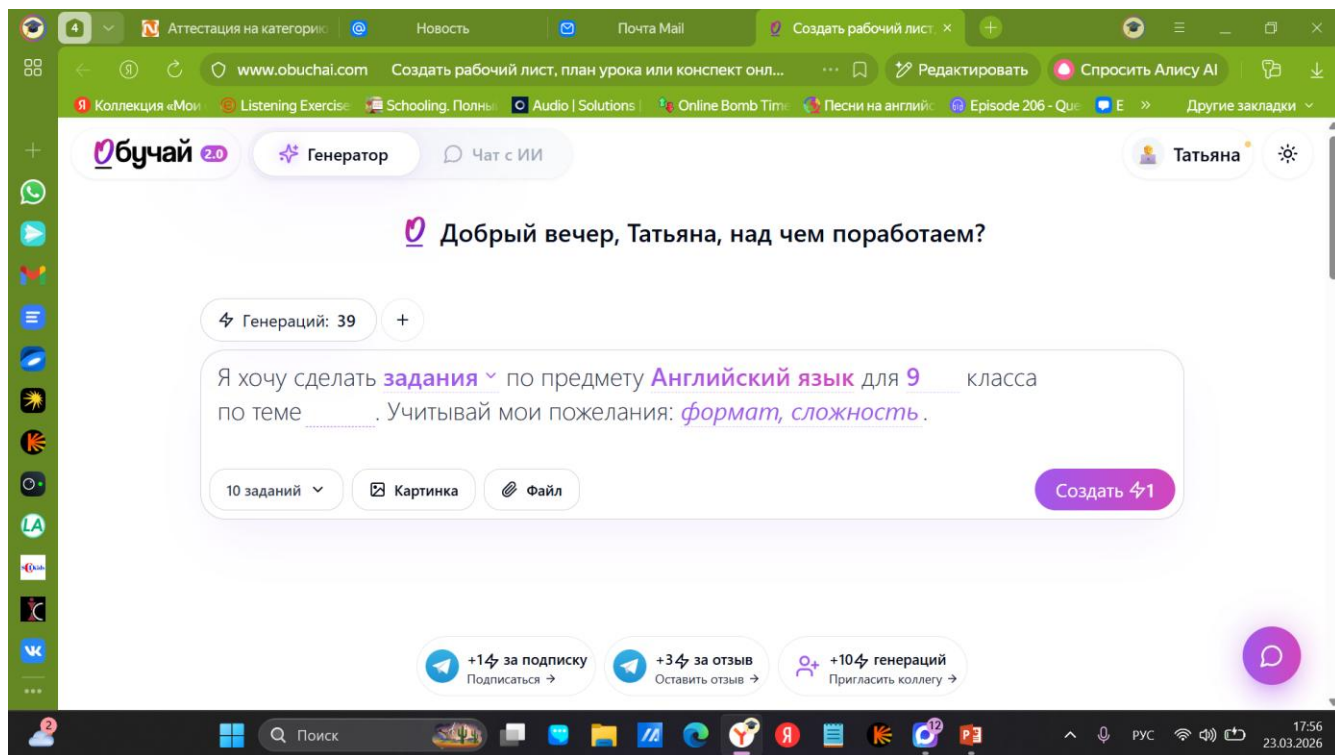 4
Аттестация на категорию
Новость
Почта Mail
Создать рабочий лист,
www.obuchai.com Создать рабочий лист, план урока или конспект онл...
Редактировать
Спросить Алису AI
Коллекция «Мои
Listening Exercise
Schooling. Полны
Audio | Solutions |
Online Bomb Time
Песни на английс
Episode 206 - Que
E
»
Другие закладки
Обучай 2.0
Генератор
Чат с ИИ
Татьяна
Добрый вечер, Татьяна, над чем поработаем?
Генераций: 39
+
Я хочу сделать задания по предмету Английский язык для 9 класса
по теме . Учитывай мои пожелания: формат, сложность.
10 заданий
Картинка
Файл
Создать 1
+1 за подписку
Подписаться →
+3 за отзыв
Оставить отзыв →
+10 генераций
Пригласить коллегу →
2
Поиск
12
РУС
17:56
23.03.2026